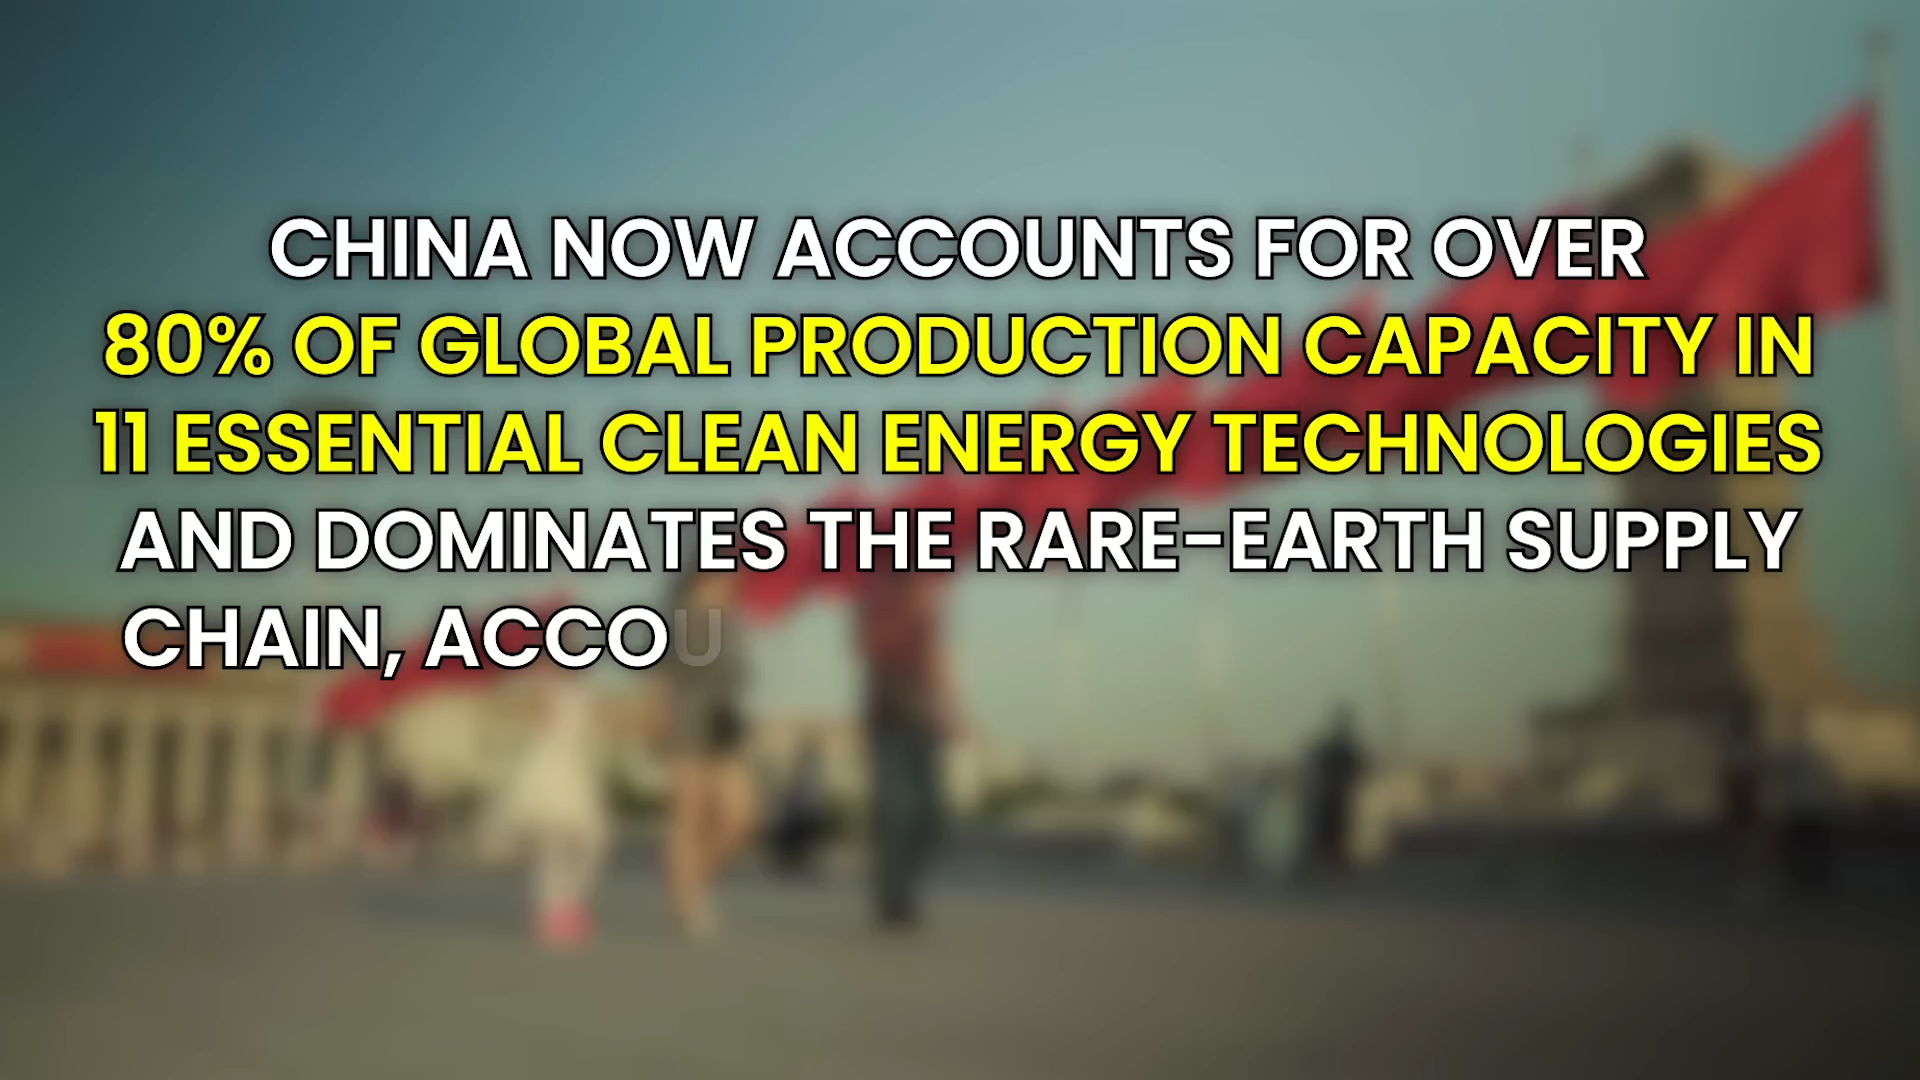 CHINA NOW ACCOUNTS FOR OVER
80% OF GLOBAL PRODUCTION CAPACITY IN
11 ESSENTIAL CLEAN ENERGY TECHNOLOGIES
AND DOMINATES THE RARE-EARTH SUPPLY
CHAIN, ACCOU